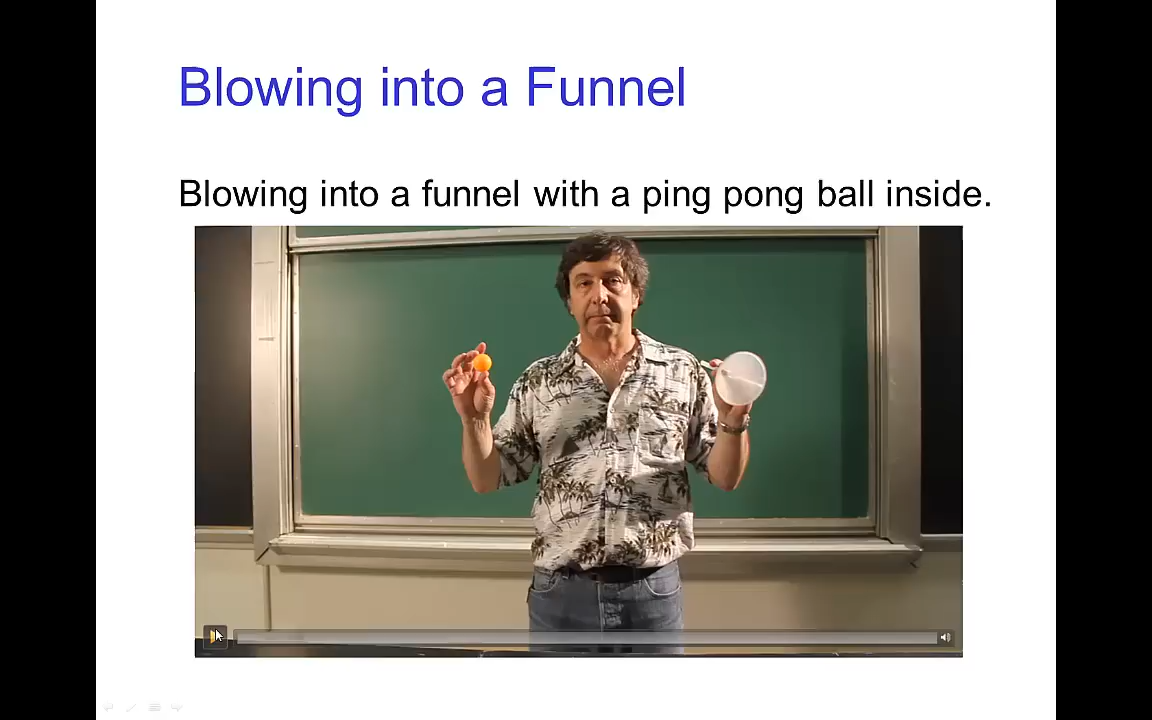 Blowing into a Funnel
Blowing into a funnel with a ping pong ball inside.